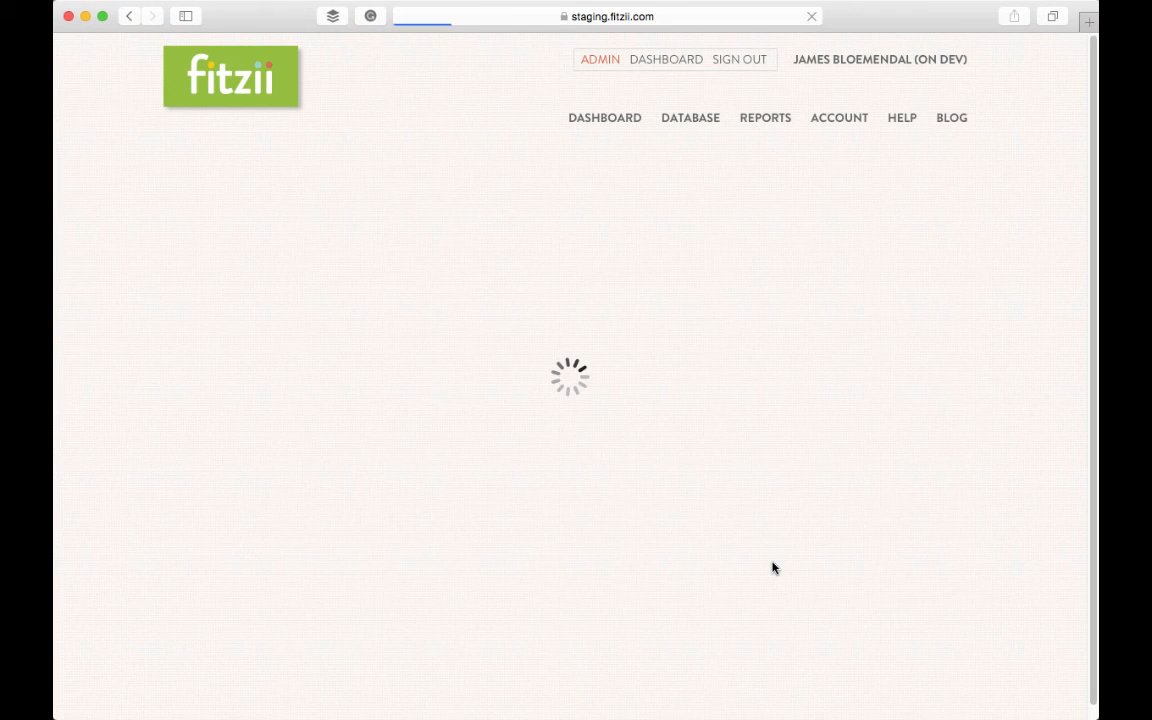 staging.fitzii.com
fitzii
ADMIN DASHBOARD SIGN OUT JAMES BLOEMENDAL (ON DEV)
DASHBOARD DATABASE REPORTS ACCOUNT HELP BLOG